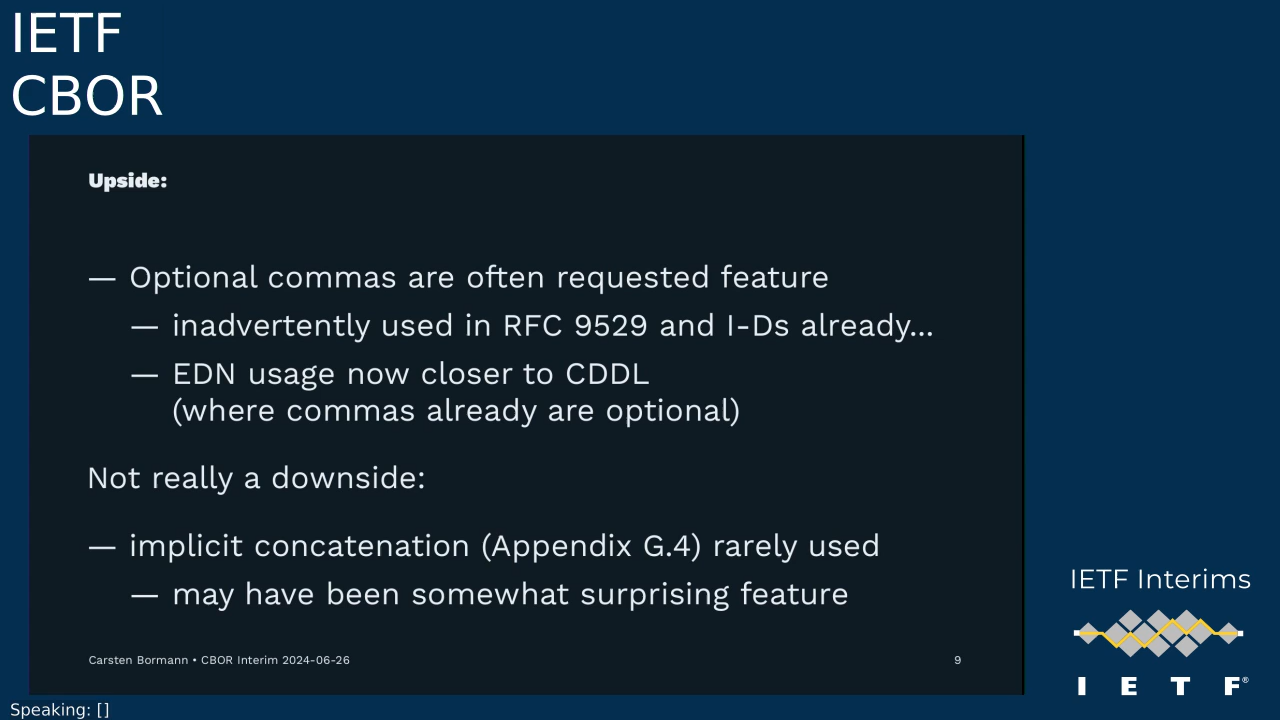 IETF
CBOR
Upside:
— Optional commas are often requested feature
— inadvertently used in RFC 9529 and I-Ds already...
— EDN usage now closer to CDDL
(where commas already are optional)
Not really a downside:
— implicit concatenation (Appendix G.4) rarely used
— may have been somewhat surprising feature
Carsten Bormann • CBOR Interim 2024-06-26
9
IETF Interims
I E T F®
Speaking: []